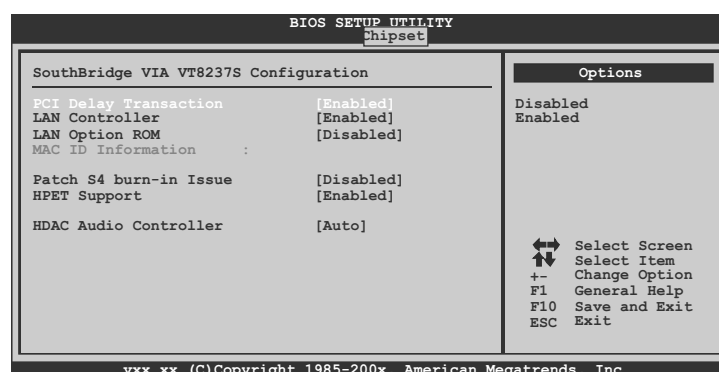 BIOS SETUP UTILITY
Chipset
SouthBridge VIA VT8237S Configuration
PCI Delay Transaction [Enabled]
LAN Controller [Enabled]
LAN Option ROM [Disabled]
MAC ID Information :
Patch S4 burn-in Issue [Disabled]
HPET Support [Enabled]
HDAC Audio Controller [Auto]
Options
Disabled
Enabled
Select Screen
Select Item
+- Change Option
F1 General Help
F10 Save and Exit
ESC Exit
vxx.xx (C)Copyright 1985-200x, American Megatrends, Inc